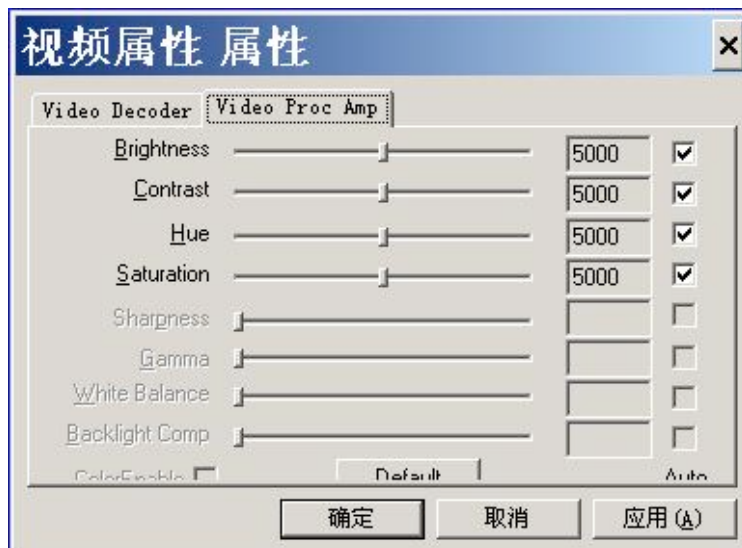 视频属性 属性
Video Decoder Video Proc Amp
Brightness 5000
Contrast 5000
Hue 5000
Saturation 5000
Sharpness
Gamma
White Balance
Backlight Comp
ColorEnable Default Auto
确定 取消 应用(A)